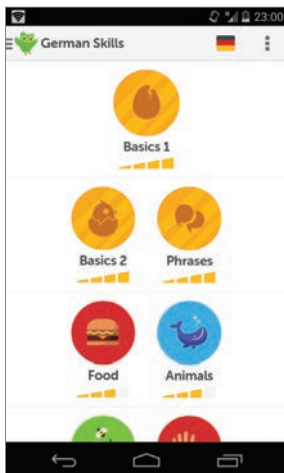 23:00
German Skills
Basics 1
Basics 2 Phrases
Food Animals